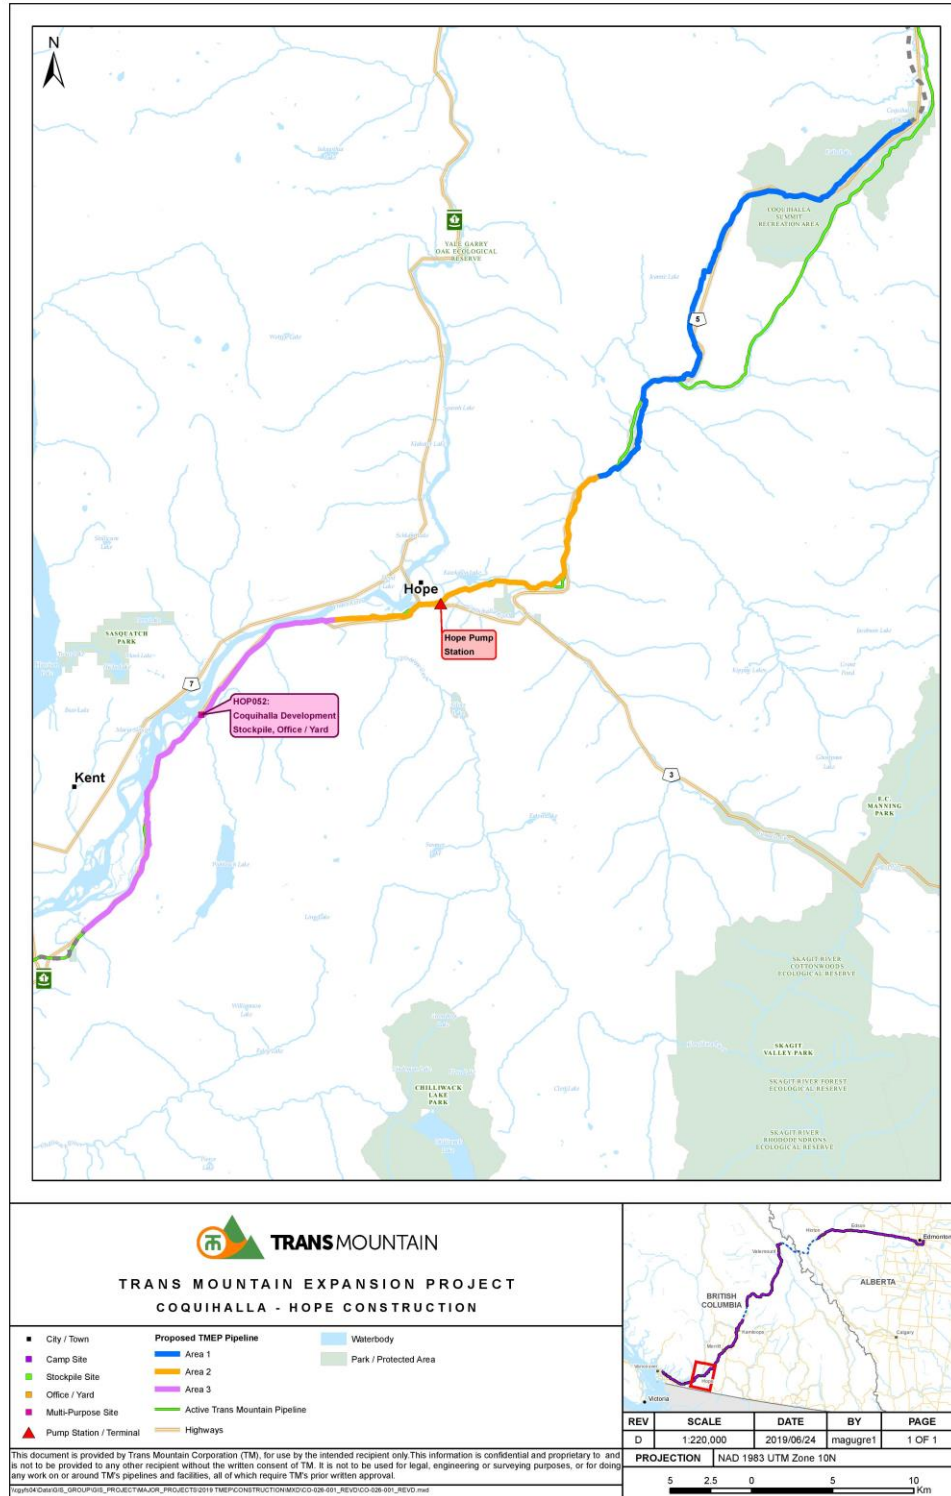 N
COQUIHALLA
SUMMIT
RECREATION AREA
YALE GARRY
OAK ECOLOGICAL
RESERVE
5
Hope
Hope Pump
Station
SASQUATCH
PARK
7
HOP052:
Coquihalla Development
Stockpile, Office / Yard
Kent
3
E.C.
MANNING
PARK
SKAGIT RIVER
COTTONWOODS
ECOLOGICAL RESERVE
SKAGIT
VALLEY PARK
SKAGIT RIVER FOREST
ECOLOGICAL RESERVE
SKAGIT RIVER
RHODODENDRONS
ECOLOGICAL RESERVE
CHILLIWACK
LAKE
PARK
TRANSMOUNTAIN
TRANS MOUNTAIN EXPANSION PROJECT
COQUIHALLA - HOPE CONSTRUCTION
City / Town
Camp Site
Stockpile Site
Office / Yard
Multi-Purpose Site
Pump Station / Terminal
Proposed TMEP Pipeline
Area 1
Area 2
Area 3
Active Trans Mountain Pipeline
Highways
Waterbody
Park / Protected Area
This document is provided by Trans Mountain Corporation (TM), for use by the intended recipient only. This information is confidential and proprietary to and
is not to be provided to any other recipient without the written consent of TM. It is not to be used for legal, engineering or surveying purposes, or for doing
any work on or around TM's pipelines and facilities, all of which require TM's prior written approval.
Edson
Hinton
Edmonton
Valemount
ALBERTA
BRITISH
COLUMBIA
Kamloops
Calgary
Merritt
Vancouver
Hope
Victoria
REV SCALE DATE BY PAGE
D 1:220,000 2019/06/24 magugre1 1 OF 1
PROJECTION NAD 1983 UTM Zone 10N
5 2.5 0 5 10
Km